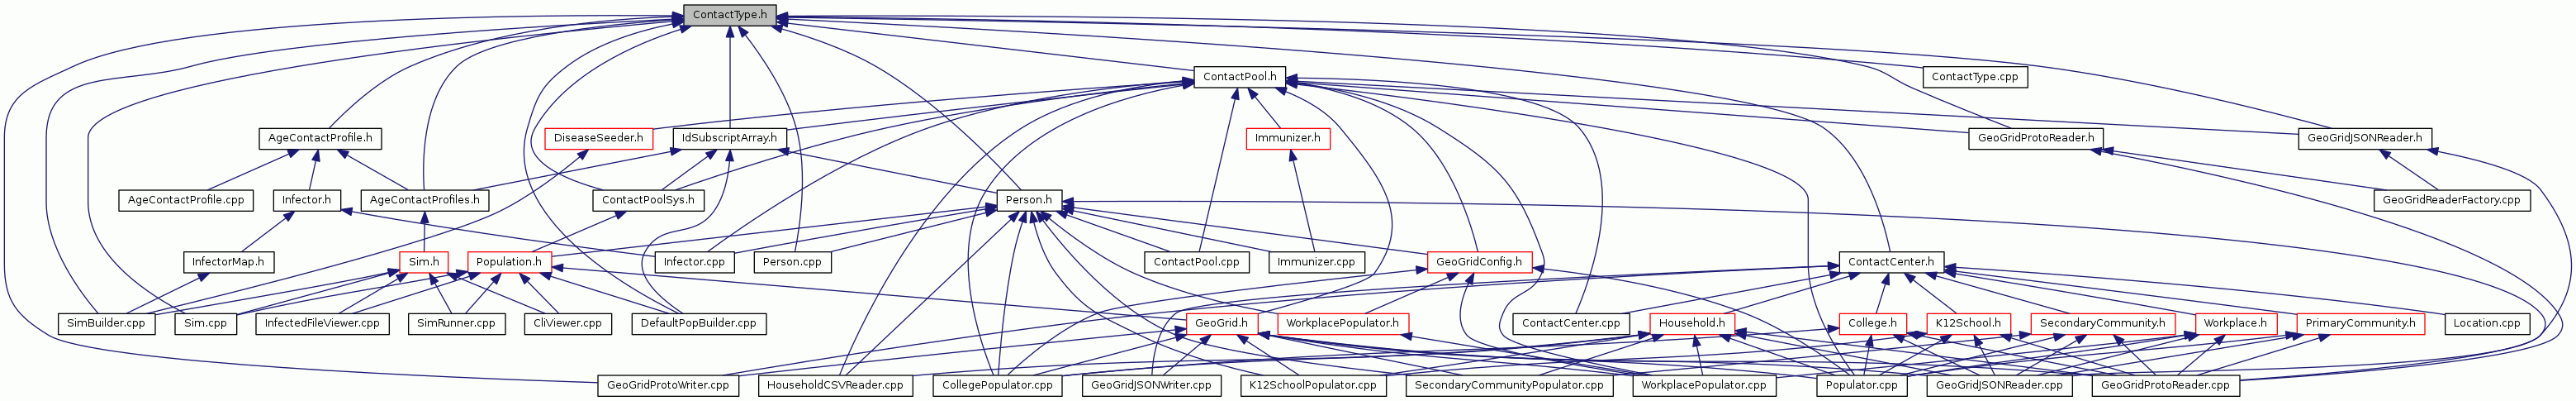 ContactType.h
ContactPool.h
ContactType.cpp
AgeContactProfile.h
DiseaseSeeder.h
IdSubscriptArray.h
Immunizer.h
GeoGridProtoReader.h
GeoGridJSONReader.h
AgeContactProfile.cpp
Infector.h
AgeContactProfiles.h
ContactPoolSys.h
Person.h
GeoGridReaderFactory.cpp
InfectorMap.h
Sim.h
Population.h
Infector.cpp
Person.cpp
ContactPool.cpp
Immunizer.cpp
GeoGridConfig.h
ContactCenter.h
SimBuilder.cpp
Sim.cpp
InfectedFileViewer.cpp
SimRunner.cpp
CliViewer.cpp
DefaultPopBuilder.cpp
GeoGrid.h
WorkplacePopulator.h
ContactCenter.cpp
Household.h
College.h
K12School.h
SecondaryCommunity.h
Workplace.h
PrimaryCommunity.h
Location.cpp
GeoGridProtoWriter.cpp
HouseholdCSVReader.cpp
CollegePopulator.cpp
GeoGridJSONWriter.cpp
K12SchoolPopulator.cpp
SecondaryCommunityPopulator.cpp
WorkplacePopulator.cpp
Populator.cpp
GeoGridJSONReader.cpp
GeoGridProtoReader.cpp